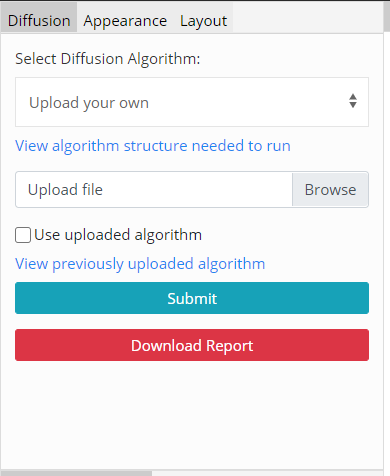 Diffusion Appearance Layout
Select Diffusion Algorithm:
Upload your own
View algorithm structure needed to run
Upload file Browse
Use uploaded algorithm
View previously uploaded algorithm
Submit
Download Report